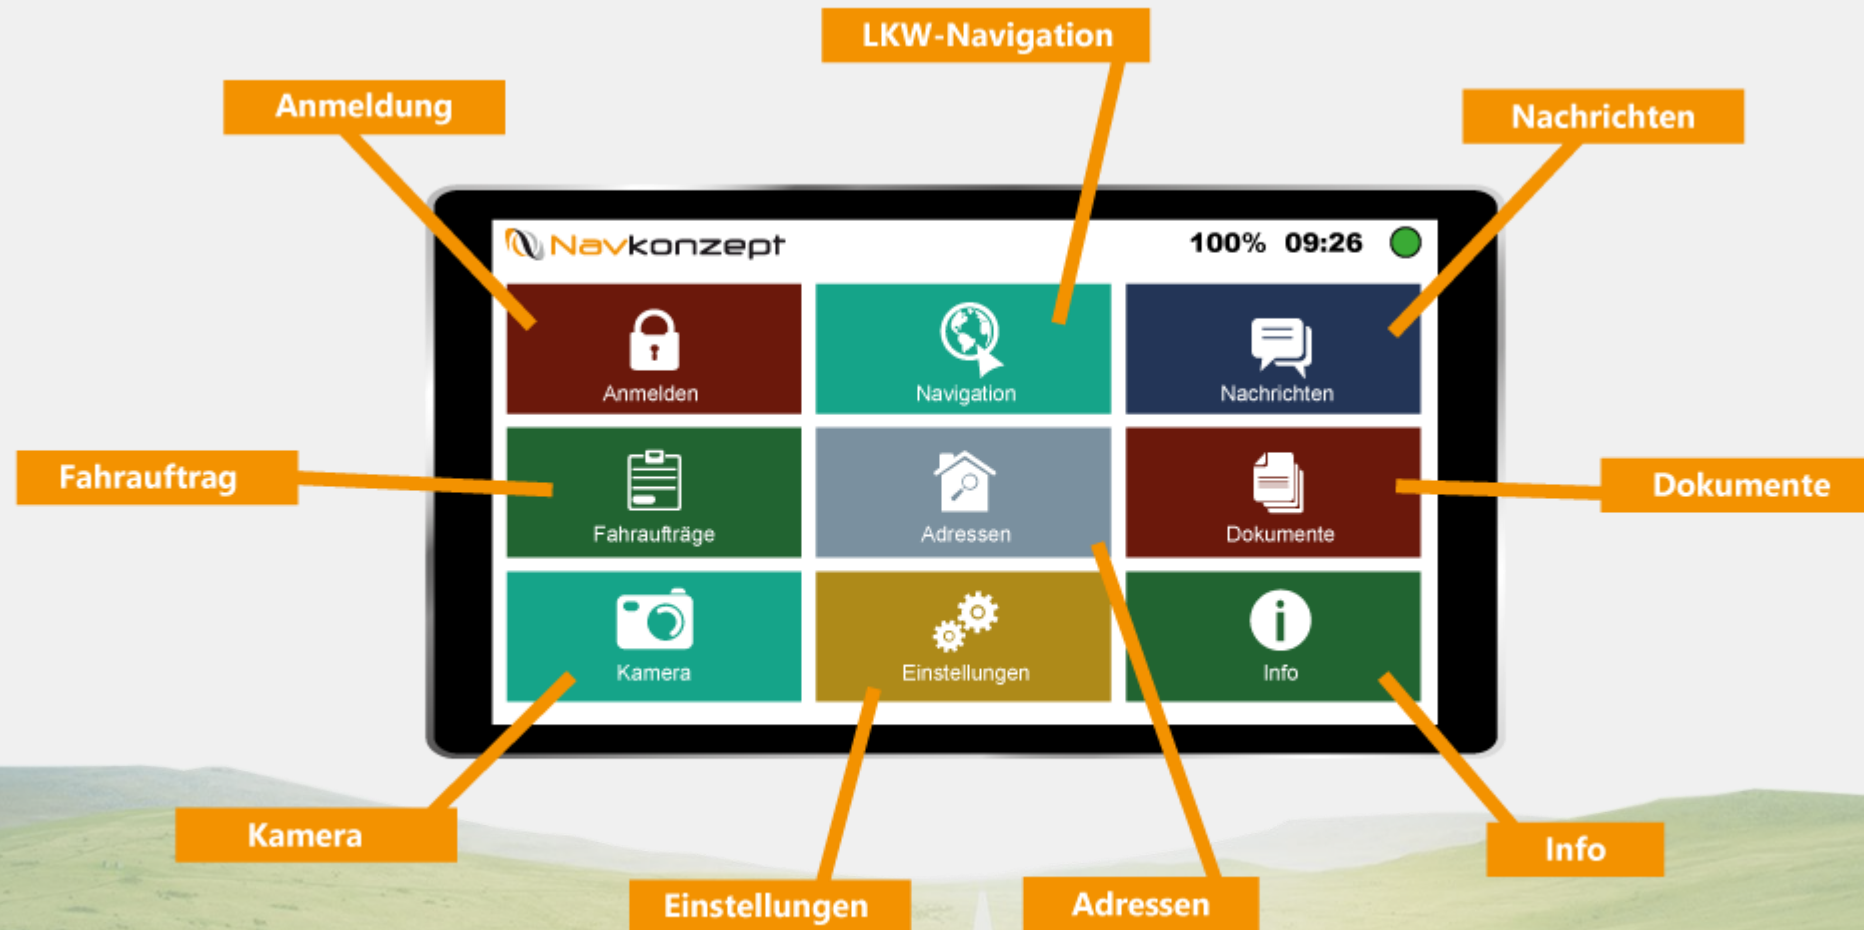 LKW-Navigation
Anmeldung
Nachrichten
Navkonzept
100% 09:26
Anmelden
Navigation
Nachrichten
Fahrauftrag
Dokumente
Fahraufträge
Adressen
Dokumente
Kamera
Einstellungen
Info
Kamera
Info
Einstellungen
Adressen